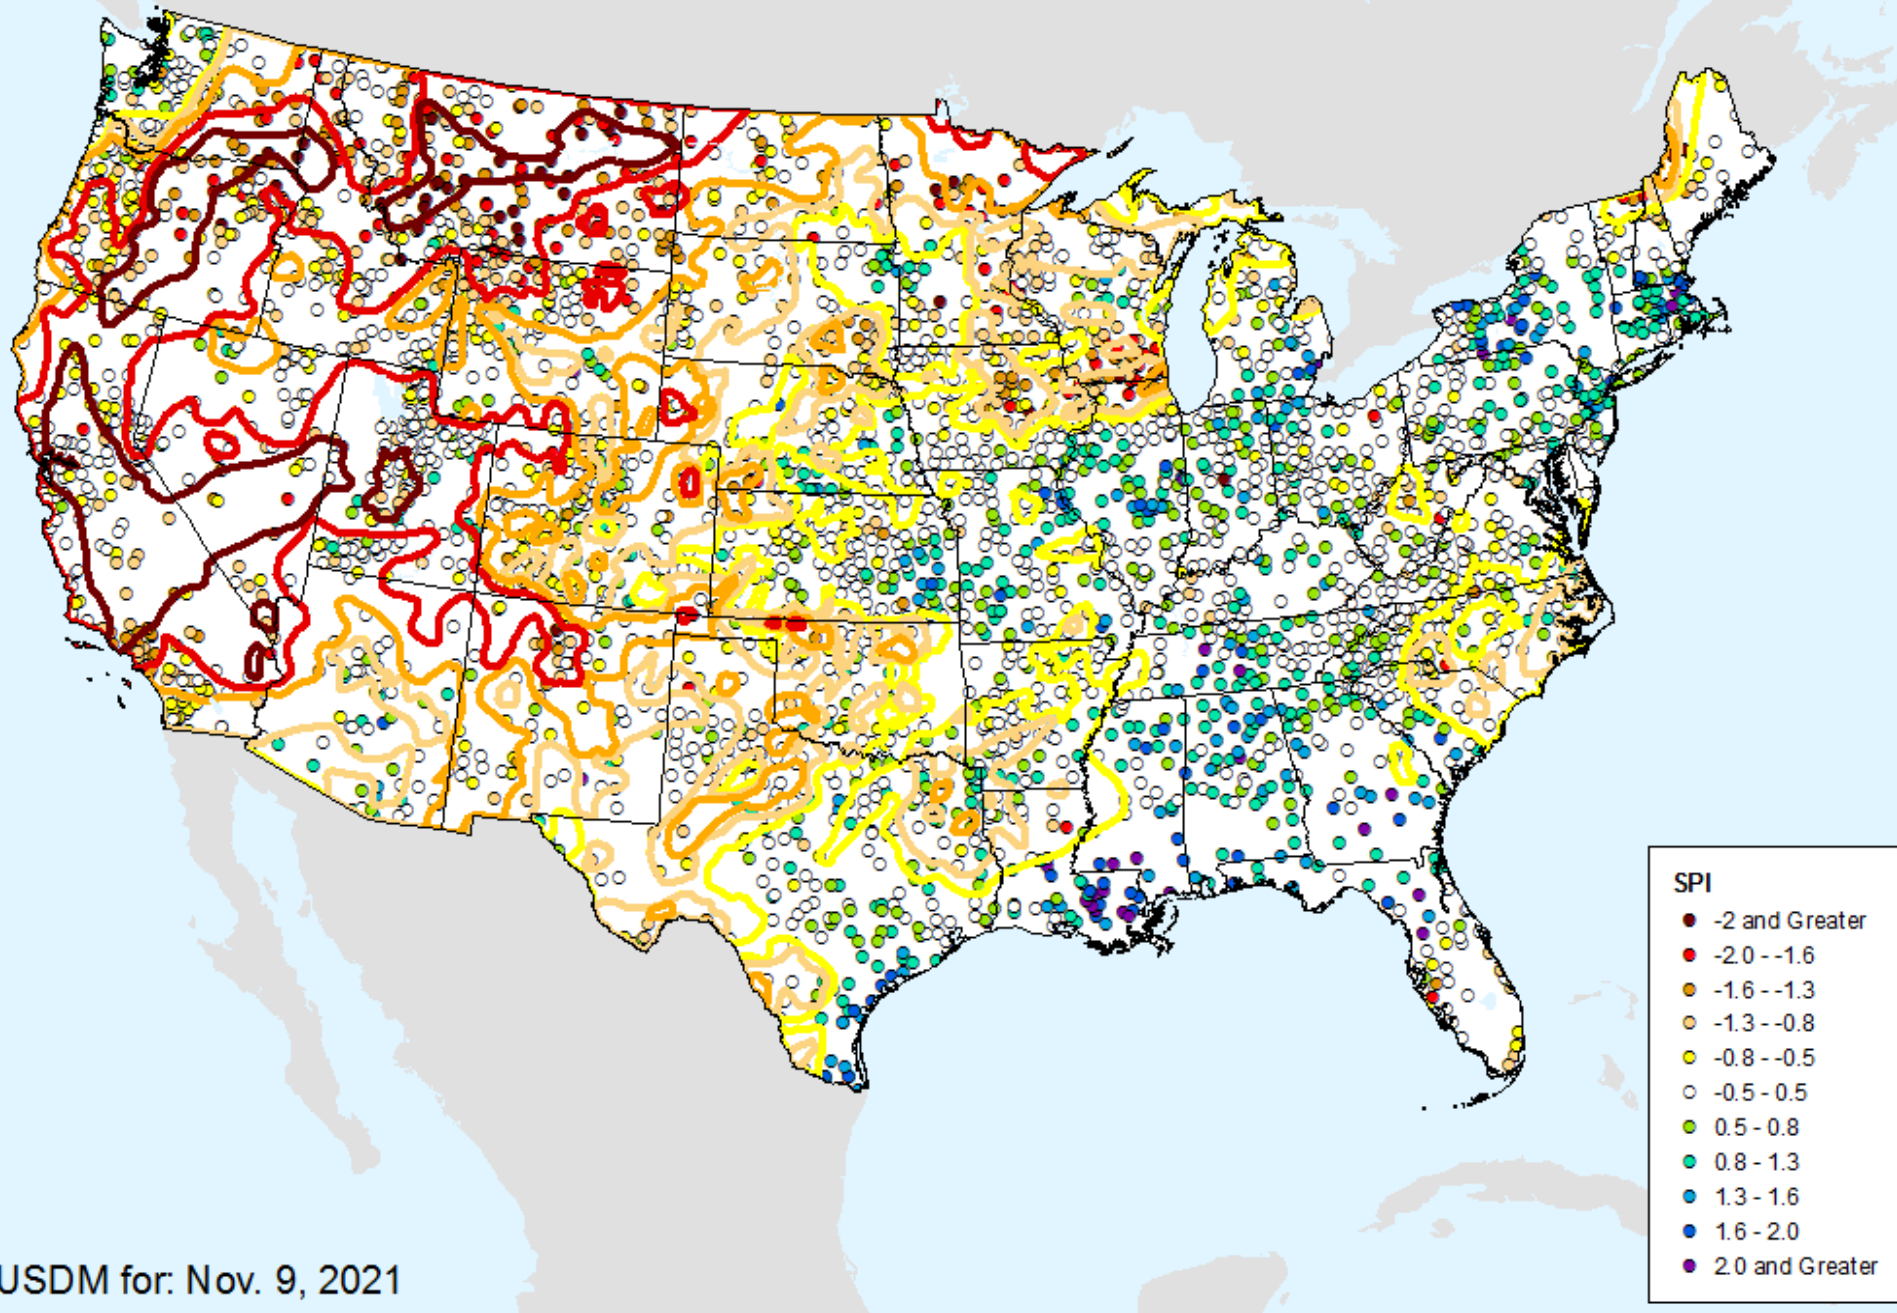 SPI
-2 and Greater
-2.0 - -1.6
-1.6 - -1.3
-1.3 - -0.8
-0.8 - -0.5
-0.5 - 0.5
0.5 - 0.8
0.8 - 1.3
1.3 - 1.6
1.6 - 2.0
2.0 and Greater
USDM for: Nov. 9, 2021